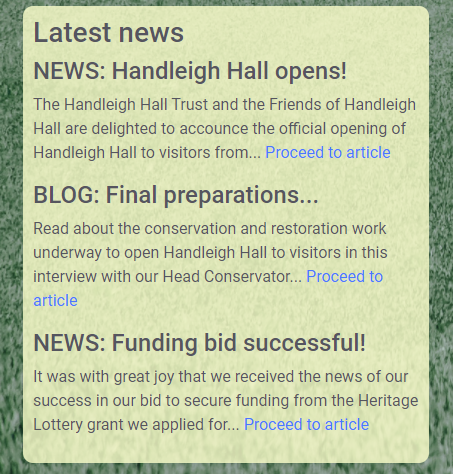 Latest news
NEWS: Handleigh Hall opens!
The Handleigh Hall Trust and the Friends of Handleigh
Hall are delighted to accounce the official opening of
Handleigh Hall to visitors from... Proceed to article
BLOG: Final preparations...
Read about the conservation and restoration work
underway to open Handleigh Hall to visitors in this
interview with our Head Conservator... Proceed to
article
NEWS: Funding bid successful!
It was with great joy that we received the news of our
success in our bid to secure funding from the Heritage
Lottery grant we applied for... Proceed to article